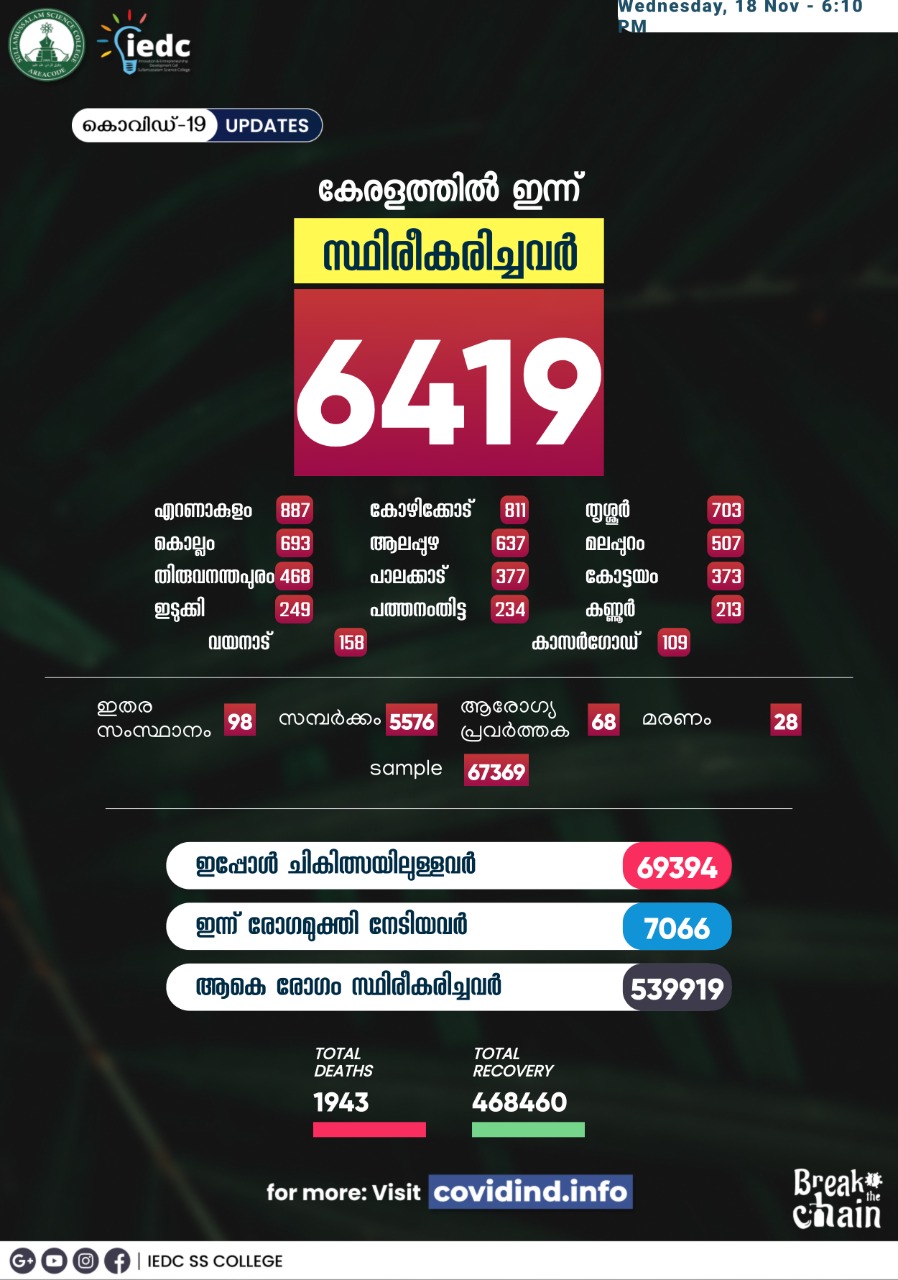 Wednesday, 18 Nov - 6:10
PM
SULLAMUSSALAM SCIENCE COLLEGE
AREACODE
iedc
കൊവിഡ്-19 UPDATES
കേരളത്തിൽ ഇന്ന്
സ്ഥിരീകരിച്ചവർ
6419
എറണാകുളം 887 കോഴിക്കോട് 811 തൃശ്ശൂർ 703
കൊല്ലം 693 ആലപ്പുഴ 637 മലപ്പുറം 507
തിരുവനന്തപുരം 468 പാലക്കാട് 377 കോട്ടയം 373
ഇടുക്കി 249 പത്തനംതിട്ട 234 കണ്ണൂർ 213
വയനാട് 158 കാസർഗോഡ് 109
ഇതര
സംസ്ഥാനം 98 സമ്പർക്കം 5576 ആരോഗ്യ
പ്രവർത്തക 68 മരണം 28
sample 67369
ഇപ്പോൾ ചികിത്സയിലുള്ളവർ 69394
ഇന്ന് രോഗമുക്തി നേടിയവർ 7066
ആകെ രോഗം സ്ഥിരീകരിച്ചവർ 539919
TOTAL
DEATHS
1943
TOTAL
RECOVERY
468460
for more: Visit covidind.info
Break
the
chain
G+ f | IEDC SS COLLEGE